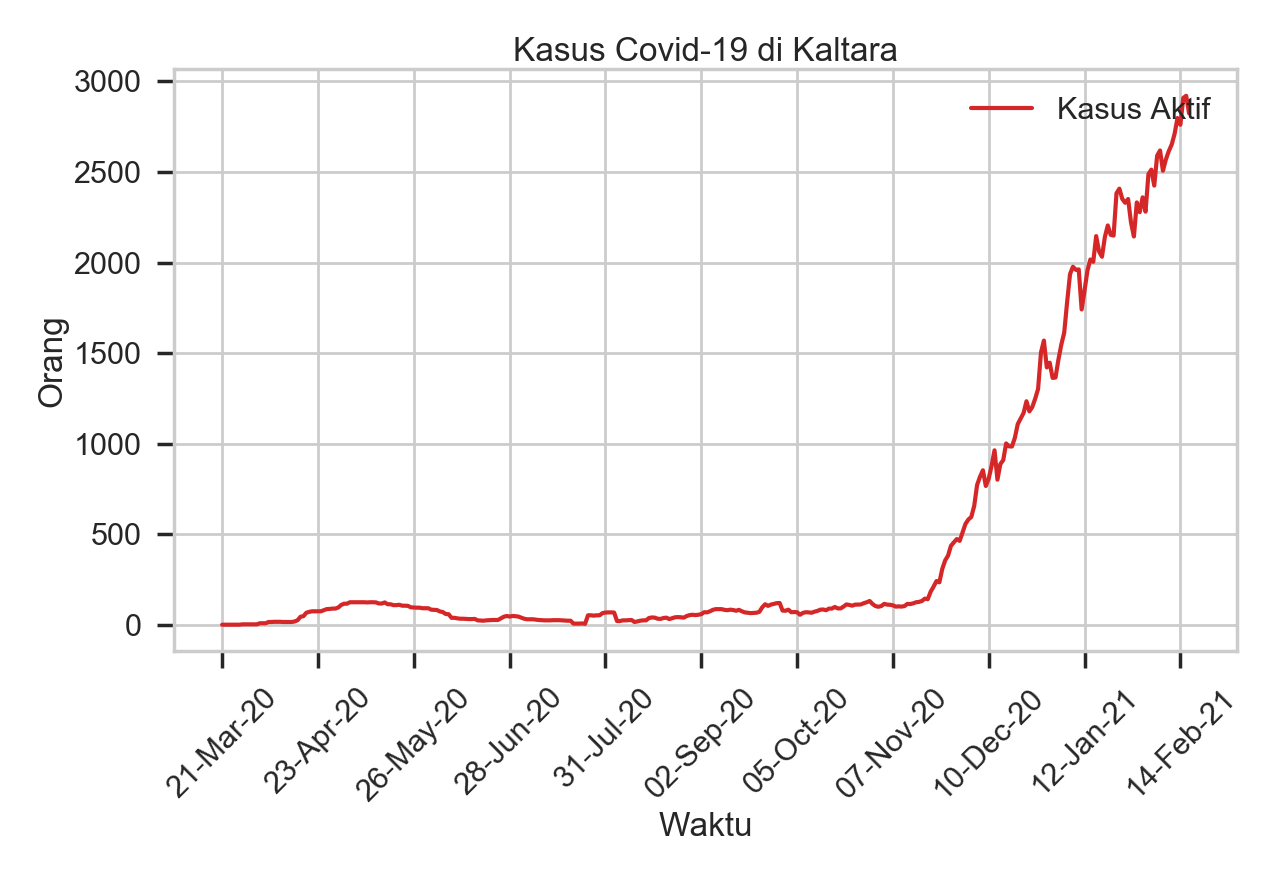 Kasus Covid-19 di Kaltara
Kasus Aktif
3000
2500
2000
1500
1000
500
0
Orang
21-Mar-20
23-Apr-20
26-May-20
28-Jun-20
31-Jul-20
02-Sep-20
05-Oct-20
07-Nov-20
10-Dec-20
12-Jan-21
14-Feb-21
Waktu